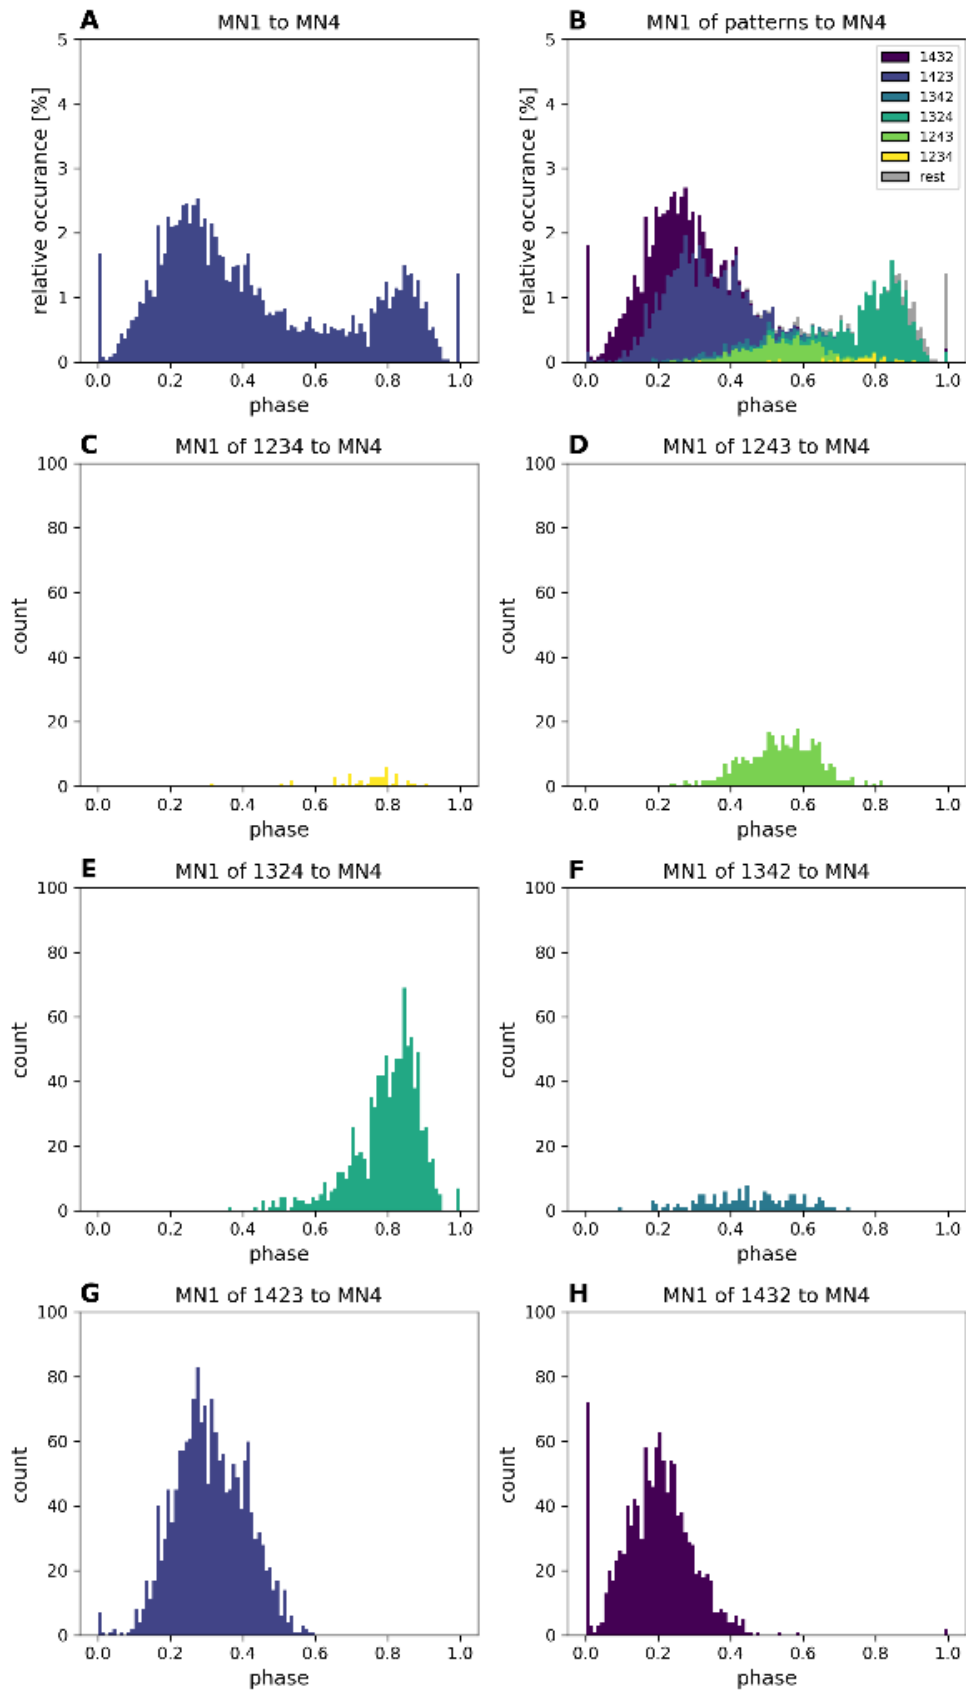 A MN1 to MN4
relative occurance [%]
5
4
3
2
1
0
0.0 0.2 0.4 0.6 0.8 1.0
phase
B MN1 of patterns to MN4
relative occurance [%]
5
4
3
2
1
0
0.0 0.2 0.4 0.6 0.8 1.0
phase
1432
1423
1342
1324
1243
1234
rest
C MN1 of 1234 to MN4
count
100
80
60
40
20
0
0.0 0.2 0.4 0.6 0.8 1.0
phase
D MN1 of 1243 to MN4
count
100
80
60
40
20
0
0.0 0.2 0.4 0.6 0.8 1.0
phase
E MN1 of 1324 to MN4
count
100
80
60
40
20
0
0.0 0.2 0.4 0.6 0.8 1.0
phase
F MN1 of 1342 to MN4
count
100
80
60
40
20
0
0.0 0.2 0.4 0.6 0.8 1.0
phase
G MN1 of 1423 to MN4
count
100
80
60
40
20
0
0.0 0.2 0.4 0.6 0.8 1.0
phase
H MN1 of 1432 to MN4
count
100
80
60
40
20
0
0.0 0.2 0.4 0.6 0.8 1.0
phase